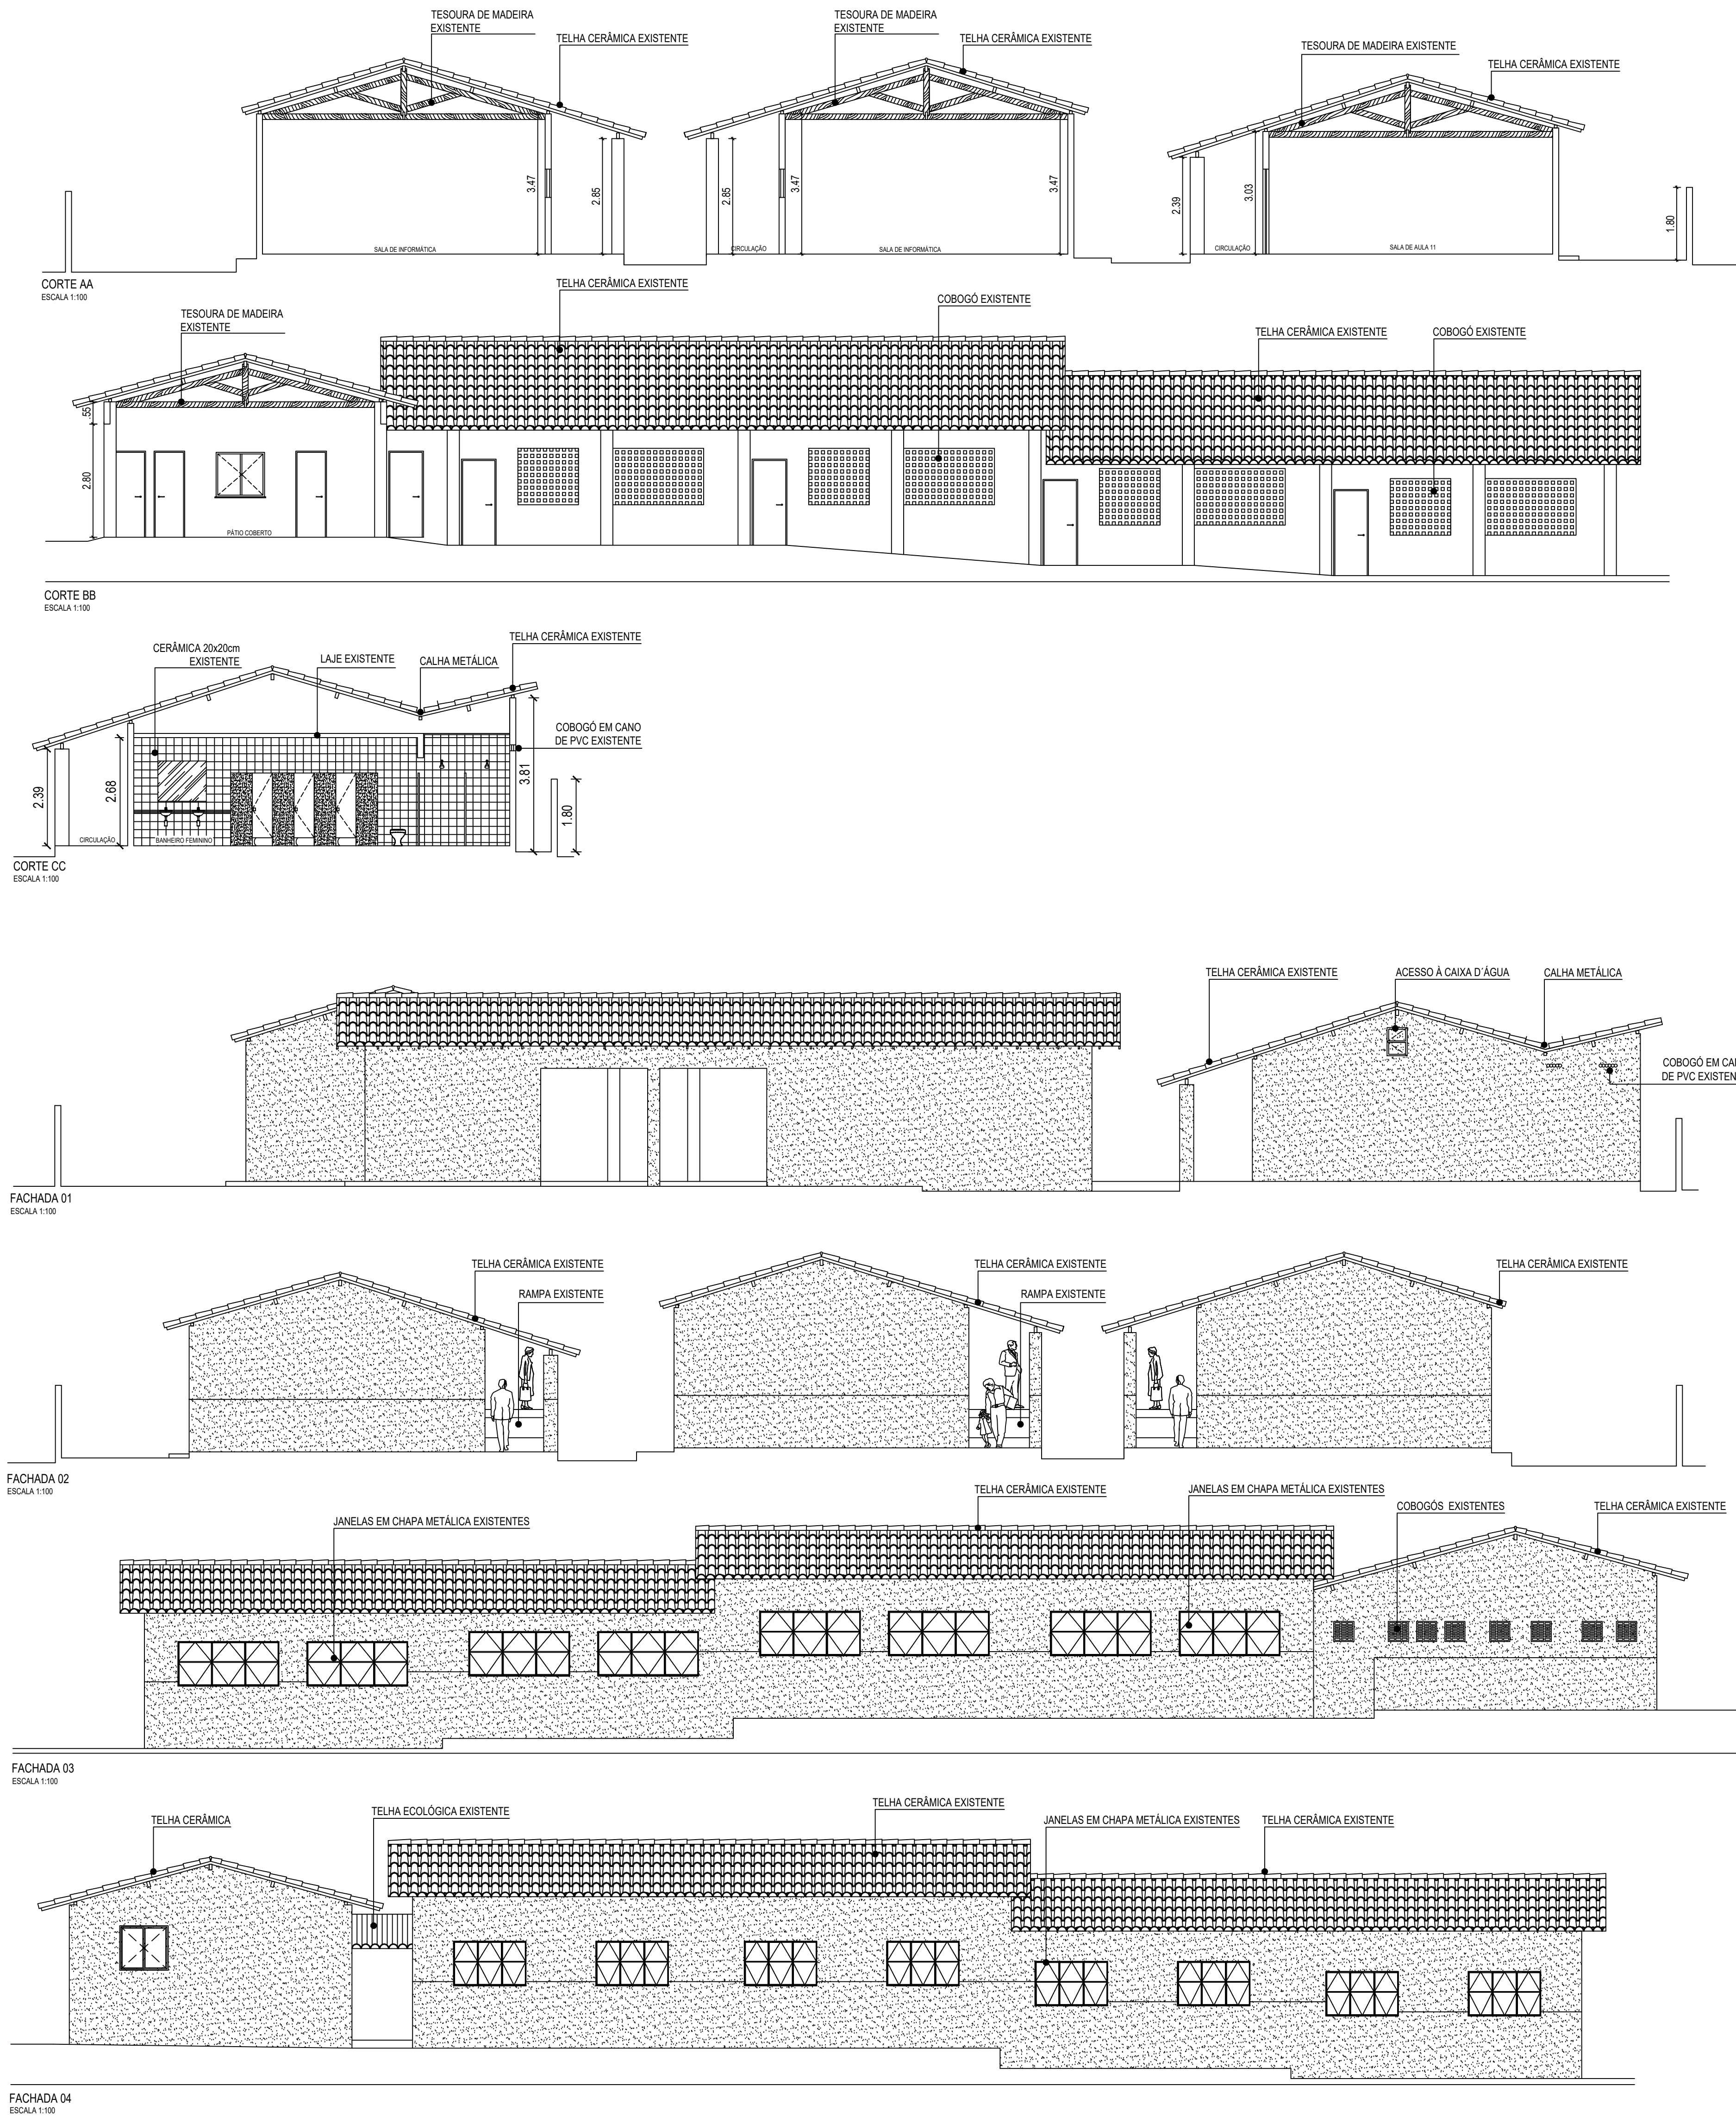 TESOURA DE MADEIRA
EXISTENTE
TELHA CERÂMICA EXISTENTE
TESOURA DE MADEIRA
EXISTENTE
TELHA CERÂMICA EXISTENTE
TESOURA DE MADEIRA EXISTENTE
TELHA CERÂMICA EXISTENTE
3.47
2.85
2.85
3.47
3.47
2.39
3.03
1.80
SALA DE INFORMÁTICA
CIRCULAÇÃO
SALA DE INFORMÁTICA
CIRCULAÇÃO
SALA DE AULA 11
CORTE AA
ESCALA 1:100
TELHA CERÂMICA EXISTENTE
COBOGÓ EXISTENTE
TESOURA DE MADEIRA
EXISTENTE
TELHA CERÂMICA EXISTENTE
COBOGÓ EXISTENTE
.55
2.80
PÁTIO COBERTO
CORTE BB
ESCALA 1:100
CERÂMICA 20x20cm
EXISTENTE
LAJE EXISTENTE
CALHA METÁLICA
TELHA CERÂMICA EXISTENTE
COBOGÓ EM CANO
DE PVC EXISTENTE
2.39
2.68
3.81
1.80
CIRCULAÇÃO
BANHEIRO FEMININO
CORTE CC
ESCALA 1:100
TELHA CERÂMICA EXISTENTE
ACESSO À CAIXA D´ÁGUA
CALHA METÁLICA
COBOGÓ EM CA
DE PVC EXISTEN
FACHADA 01
ESCALA 1:100
TELHA CERÂMICA EXISTENTE
RAMPA EXISTENTE
TELHA CERÂMICA EXISTENTE
RAMPA EXISTENTE
TELHA CERÂMICA EXISTENTE
FACHADA 02
ESCALA 1:100
JANELAS EM CHAPA METÁLICA EXISTENTES
TELHA CERÂMICA EXISTENTE
JANELAS EM CHAPA METÁLICA EXISTENTES
COBOGÓS EXISTENTES
TELHA CERÂMICA EXISTENTE
FACHADA 03
ESCALA 1:100
TELHA CERÂMICA
TELHA ECOLÓGICA EXISTENTE
TELHA CERÂMICA EXISTENTE
JANELAS EM CHAPA METÁLICA EXISTENTES
TELHA CERÂMICA EXISTENTE
FACHADA 04
ESCALA 1:100